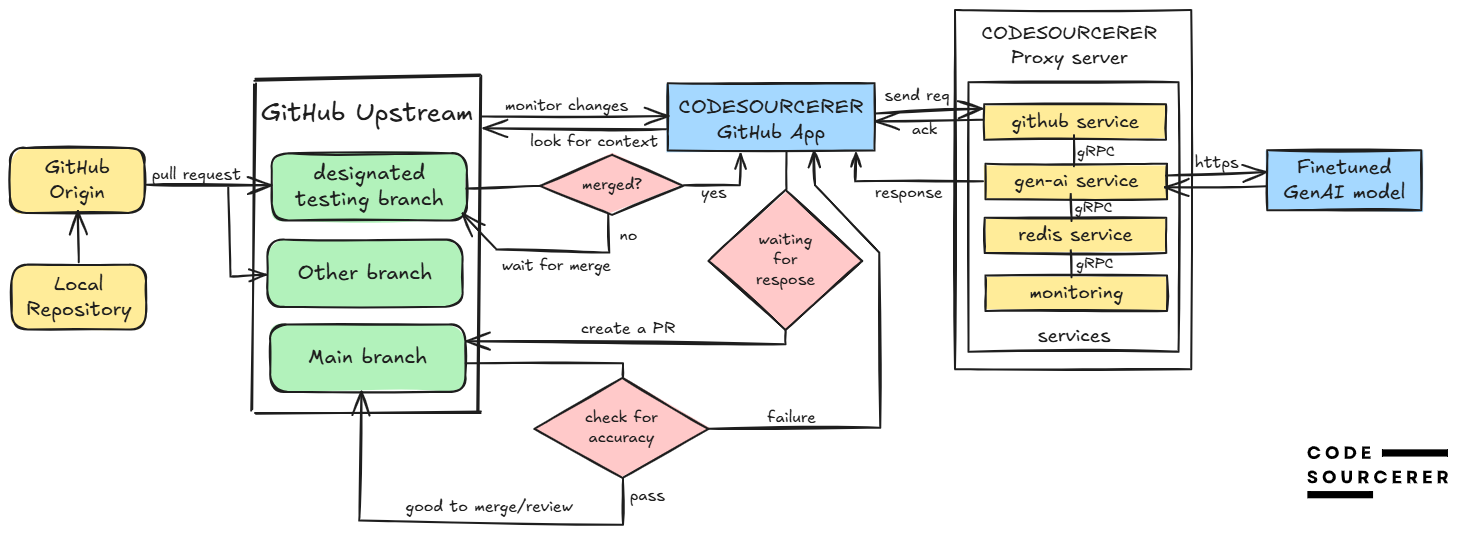 GitHub
Origin
Local
Repository
pull request
GitHub Upstream
designated
testing branch
Other branch
Main branch
monitor changes
look for context
merged?
yes
no
wait for merge
CODESOURCERER
GitHub App
waiting
for
respose
create a PR
check for
accuracy
failure
pass
good to merge/review
send req
ack
response
CODESOURCERER
Proxy server
github service
gRPC
gen-ai service
gRPC
redis service
gRPC
monitoring
services
https
Finetuned
GenAI model
CODE
SOURCERER